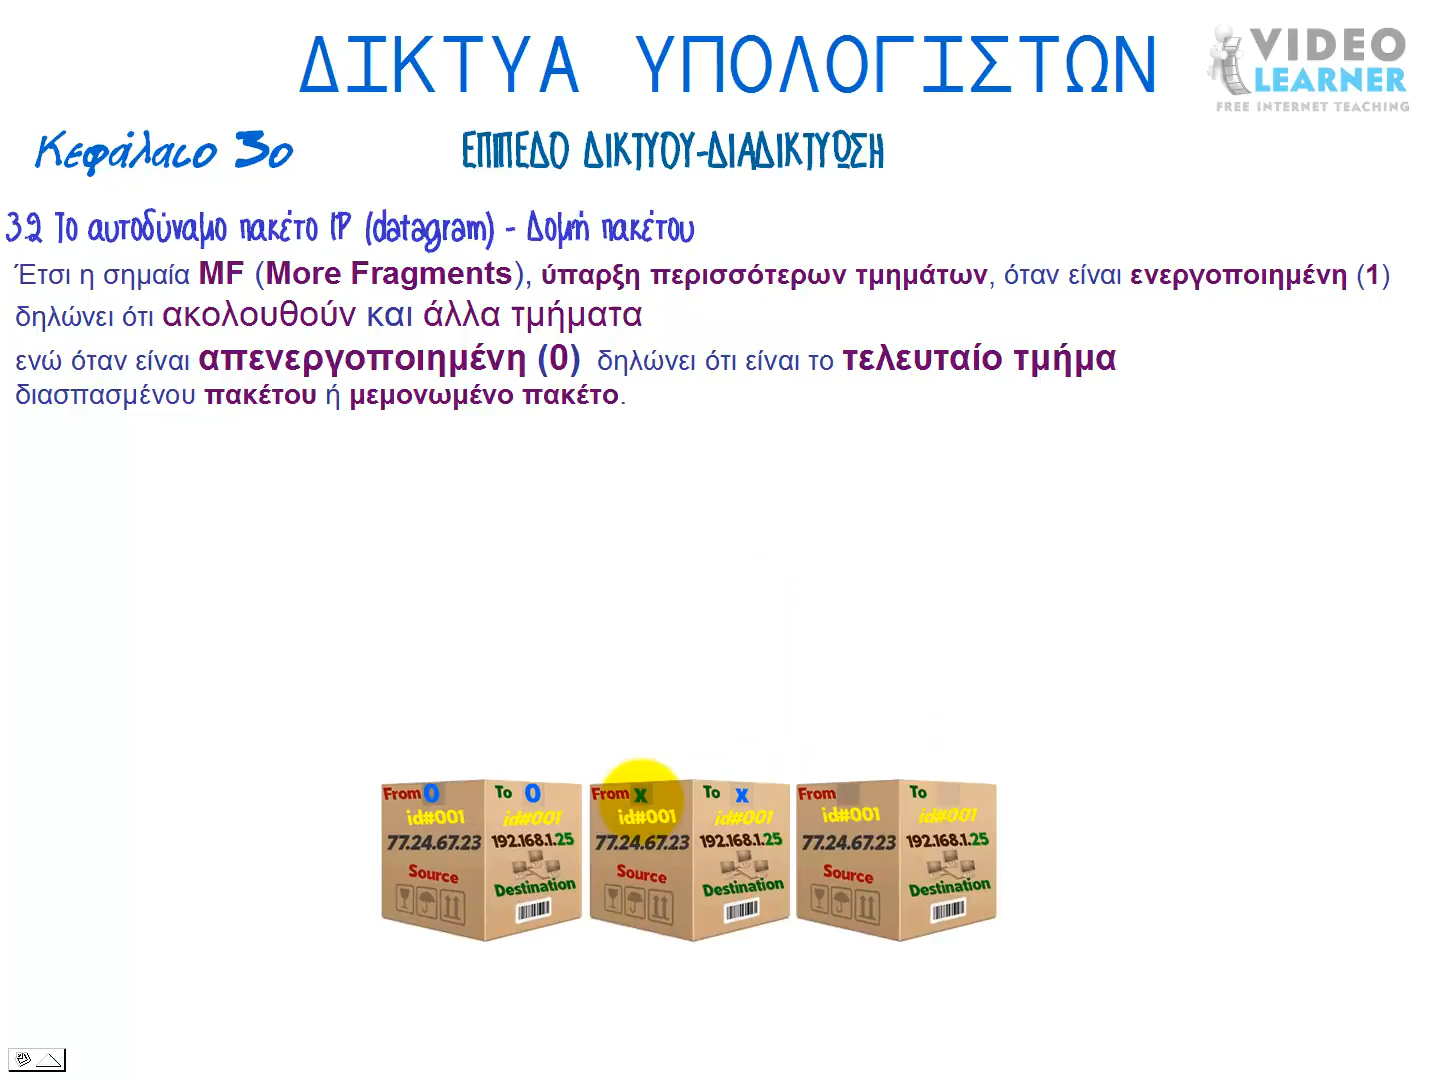 ΔΙΚΤΥΑ ΥΠΟΛΟΓΙΣΤΩΝ
VIDEO
LEARNER
FREE INTERNET TEACHING
Κεφάλαιο 3ο
ΕΠΙΠΕΔΟ ΔΙΚΤΥΟΥ-ΔΙΑΔΙΚΤΥΩΣΗ
3.2 Το αυτοδύναμο πακέτο IP (datagram) - Δομή πακέτου
Έτσι η σημαία MF (More Fragments), ύπαρξη περισσότερων τμημάτων, όταν είναι ενεργοποιημένη (1)
δηλώνει ότι ακολουθούν και άλλα τμήματα
ενώ όταν είναι απενεργοποιημένη (0) δηλώνει ότι είναι το τελευταίο τμήμα
διασπασμένου πακέτου ή μεμονωμένο πακέτο.
From 0 To 0
id#001 id#001
77.24.67.23 192.168.1.25
Source Destination
From x To x
id#001 id#001
77.24.67.23 192.168.1.25
Source Destination
From To
id#001 id#001
77.24.67.23 192.168.1.25
Source Destination